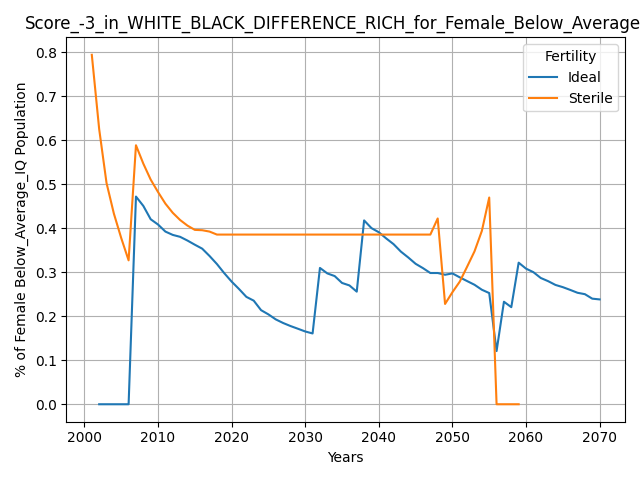 Score_-3_in_WHITE_BLACK_DIFFERENCE_RICH_for_Female_Below_Average
Fertility
Ideal
Sterile
% of Female Below_Average_IQ Population
0.8
0.7
0.6
0.5
0.4
0.3
0.2
0.1
0.0
2000 2010 2020 2030 2040 2050 2060 2070
Years